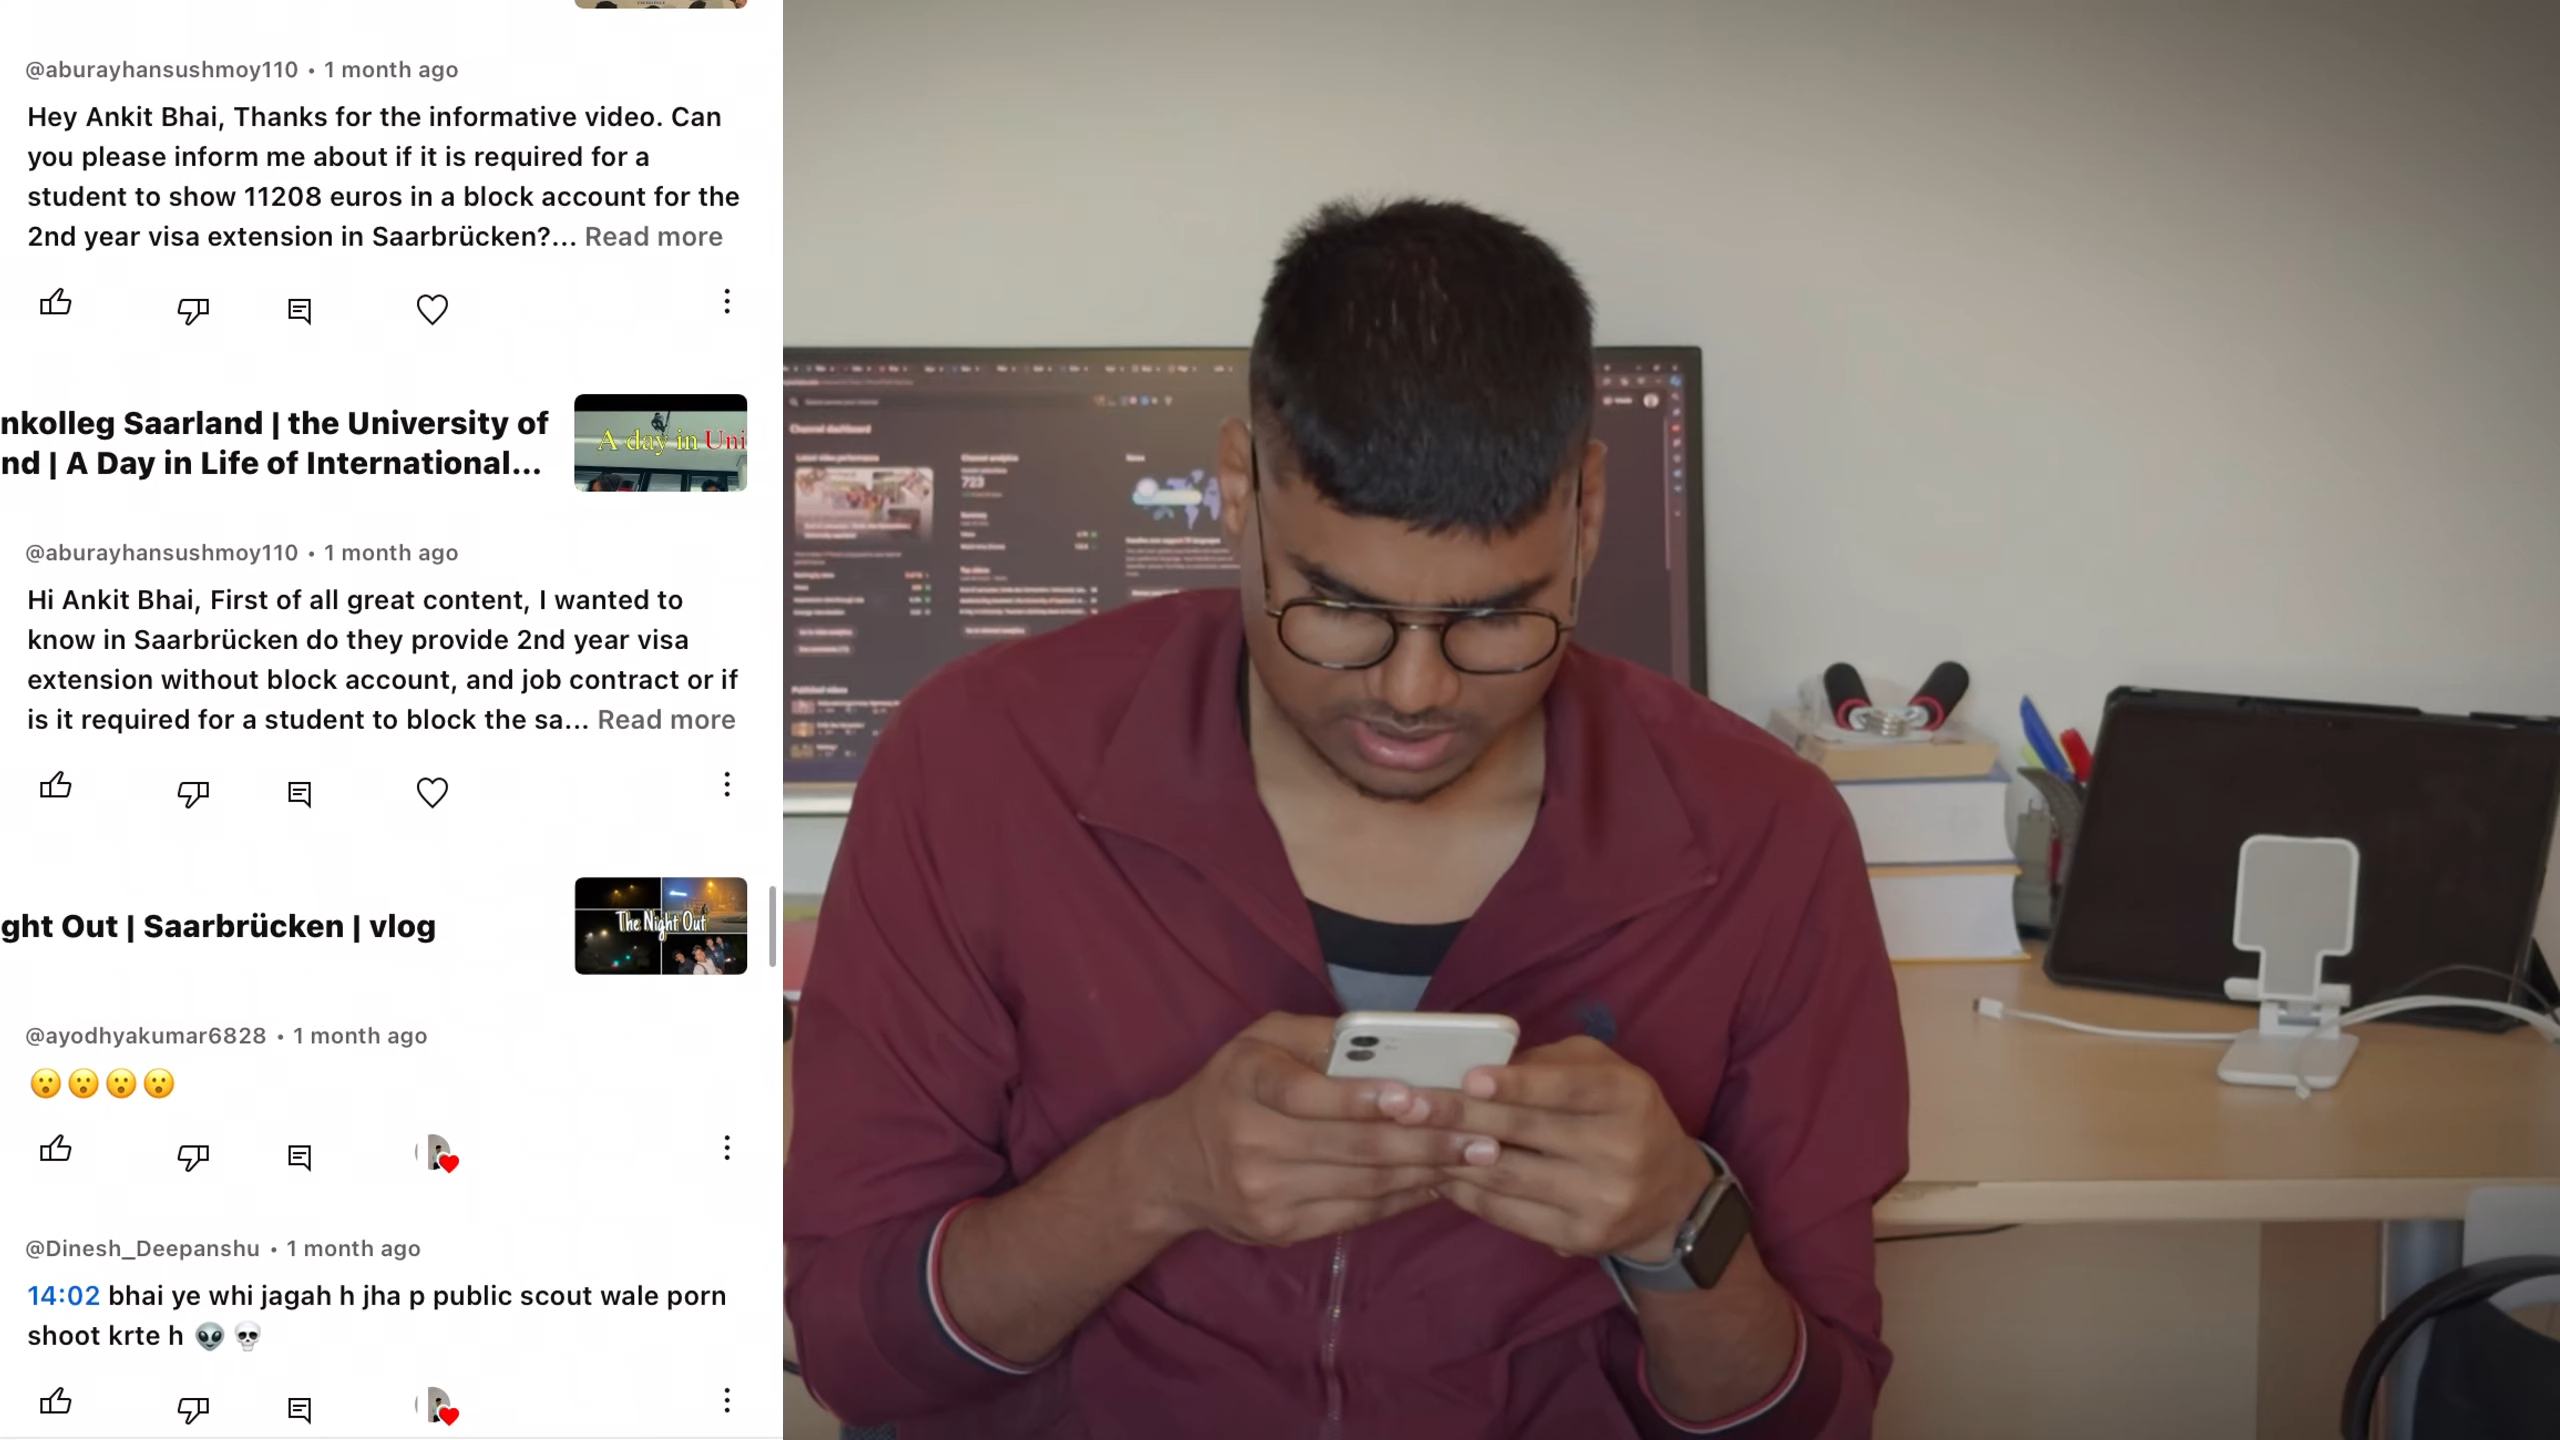 @aburayhansushmoy110 • 1 month ago
Hey Ankit Bhai, Thanks for the informative video. Can
you please inform me about if it is required for a
student to show 11208 euros in a block account for the
2nd year visa extension in Saarbrücken?... Read more
nkolleg Saarland | the University of
nd | A Day in Life of International...
A day in Uni
@aburayhansushmoy110 • 1 month ago
Hi Ankit Bhai, First of all great content, I wanted to
know in Saarbrücken do they provide 2nd year visa
extension without block account, and job contract or if
is it required for a student to block the sa... Read more
ght Out | Saarbrücken | vlog
The Night Out
@ayodhyakumar6828 • 1 month ago
😮😮😮😮
@Dinesh_Deepanshu • 1 month ago
14:02 bhai ye whi jagah h jha p public scout wale porn
shoot krte h 👽 💀
Channel dashboard
Channel analytics
723